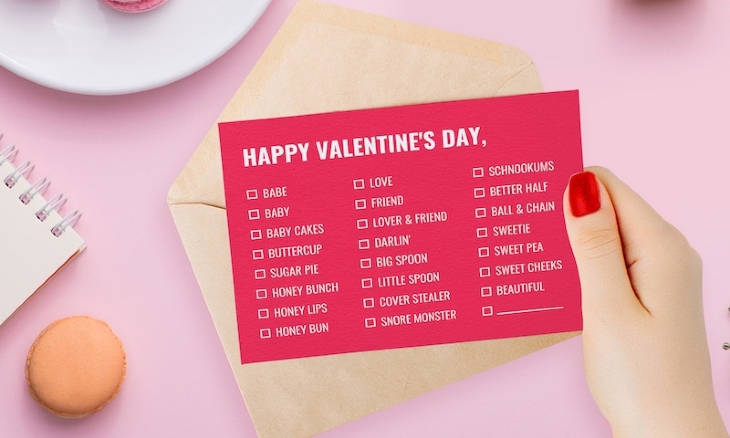 HAPPY VALENTINE'S DAY,
BABE
BABY
BABY CAKES
BUTTERCUP
SUGAR PIE
HONEY BUNCH
HONEY LIPS
HONEY BUN
LOVE
FRIEND
LOVER & FRIEND
DARLIN'
BIG SPOON
LITTLE SPOON
COVER STEALER
SNORE MONSTER
SCHNOOKUMS
BETTER HALF
BALL & CHAIN
SWEETIE
SWEET PEA
SWEET CHEEKS
BEAUTIFUL